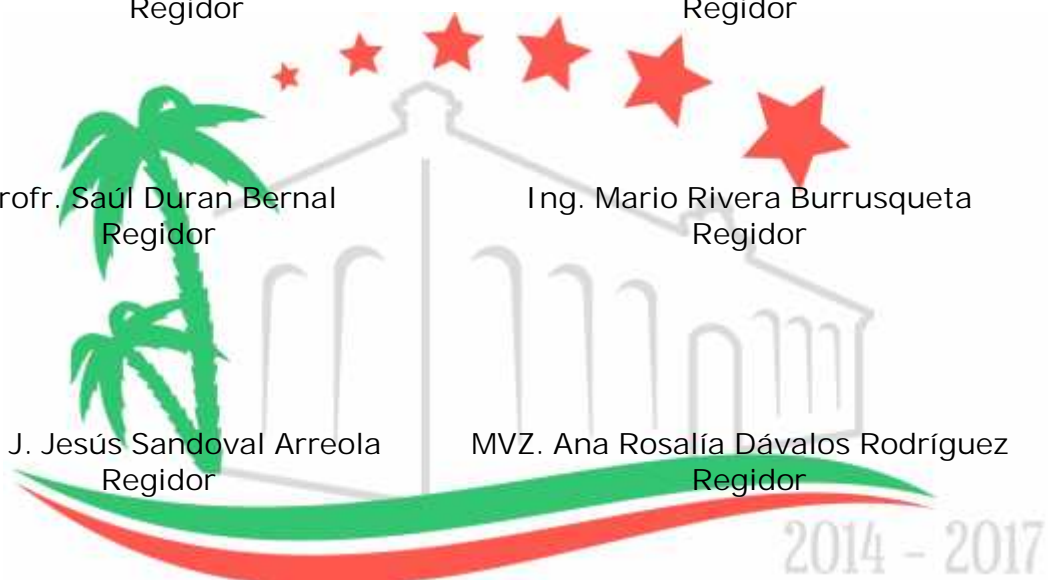 Regidor Regidor
rofr. Saúl Duran Bernal Ing. Mario Rivera Burrusqueta
Regidor Regidor
J. Jesús Sandoval Arreola MVZ. Ana Rosalía Dávalos Rodríguez
Regidor Regidor
2014 - 2017